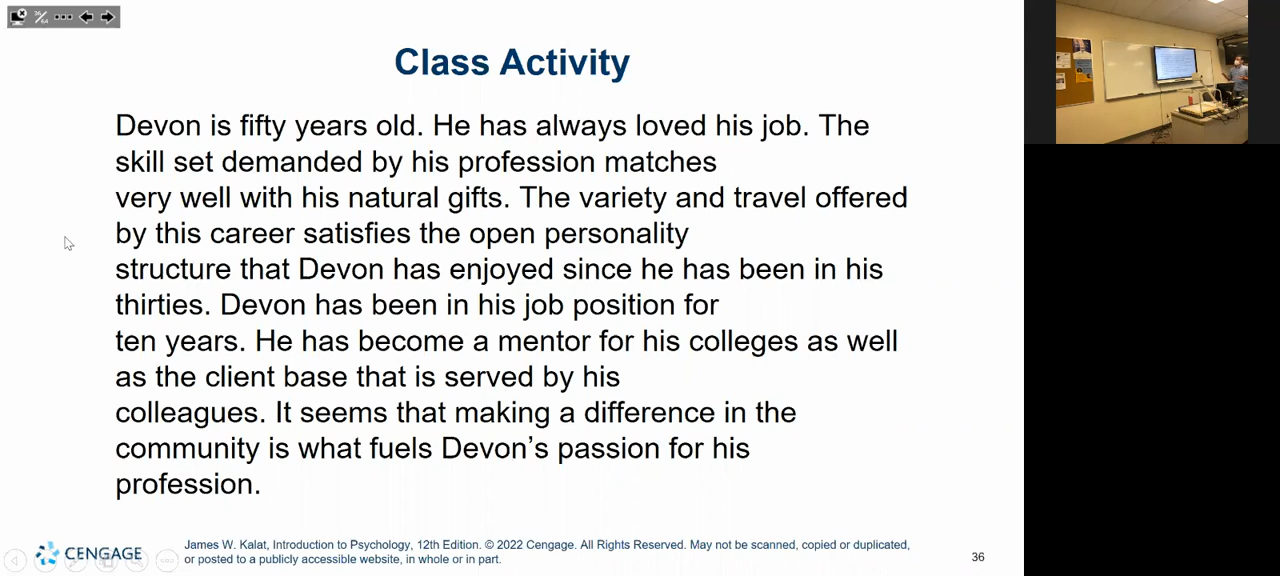 Class Activity
Devon is fifty years old. He has always loved his job. The
skill set demanded by his profession matches
very well with his natural gifts. The variety and travel offered
by this career satisfies the open personality
structure that Devon has enjoyed since he has been in his
thirties. Devon has been in his job position for
ten years. He has become a mentor for his colleges as well
as the client base that is served by his
colleagues. It seems that making a difference in the
community is what fuels Devon’s passion for his
profession.
CENGAGE
James W. Kalat, Introduction to Psychology, 12th Edition. © 2022 Cengage. All Rights Reserved. May not be scanned, copied or duplicated,
or posted to a publicly accessible website, in whole or in part.
36